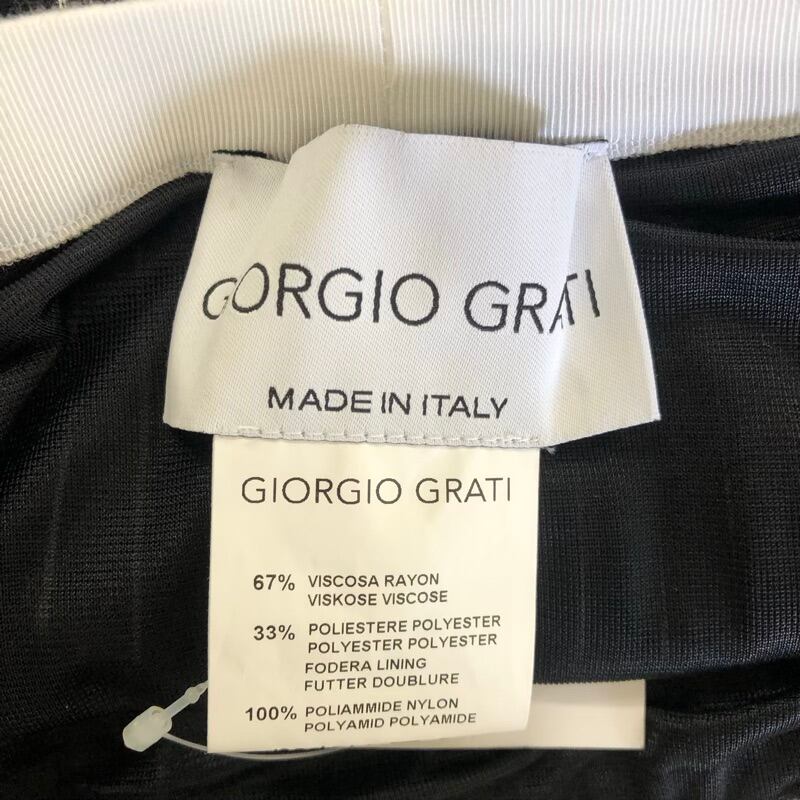 GIORGIO GRATI
MADE IN ITALY
GIORGIO GRATI
67% VISCOSA RAYON
VISKOSE VISCOSE
33% POLIESTERE POLYESTER
POLYESTER POLYESTER
FODERA LINING
FUTTER DOUBLURE
100% POLIAMMIDE NYLON
POLYAMID POLYAMIDE